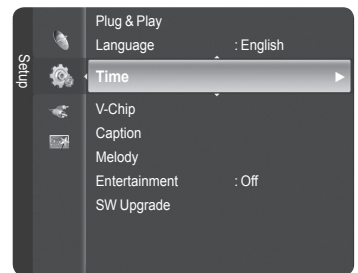 Setup
Plug & Play
Language : English
Time
V-Chip
Caption
Melody
Entertainment : Off
SW Upgrade